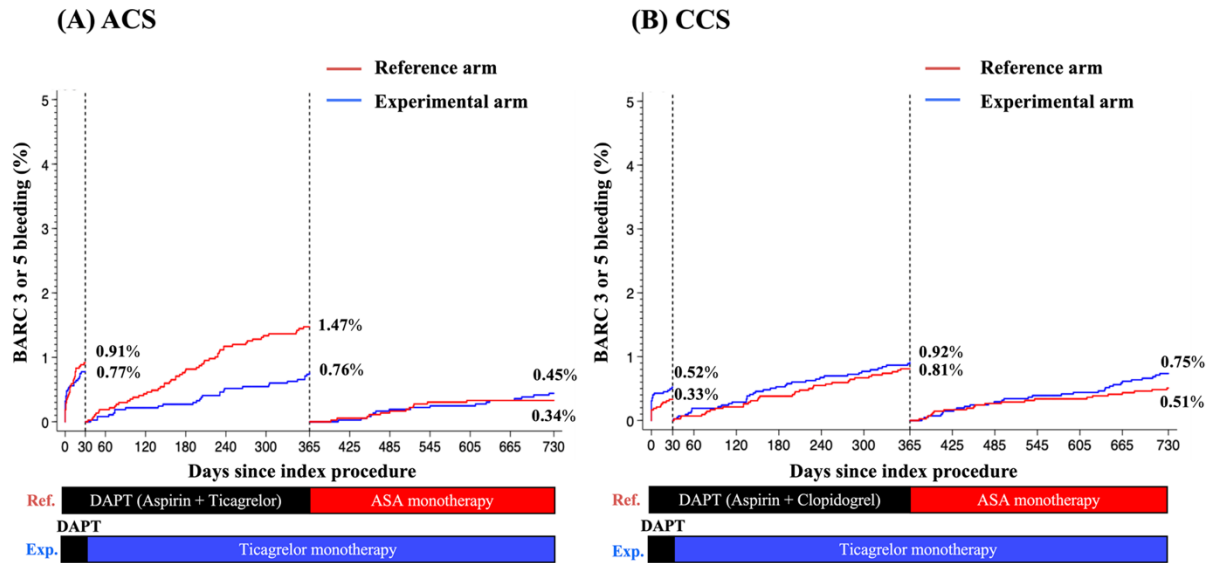 (A) ACS
Reference arm
Experimental arm
BARC 3 or 5 bleeding (%)
5
4
3
2
1
0
0.91%
0.77%
1.47%
0.76%
0.45%
0.34%
0 30 60 120 180 240 300 365 425 485 545 605 665 730
Days since index procedure
Ref. DAPT (Aspirin + Ticagrelor) ASA monotherapy
DAPT
Exp. Ticagrelor monotherapy
(B) CCS
Reference arm
Experimental arm
BARC 3 or 5 bleeding (%)
5
4
3
2
1
0
0.52%
0.33%
0.92%
0.81%
0.75%
0.51%
0 30 60 120 180 240 300 365 425 485 545 605 665 730
Days since index procedure
Ref. DAPT (Aspirin + Clopidogrel) ASA monotherapy
DAPT
Exp. Ticagrelor monotherapy